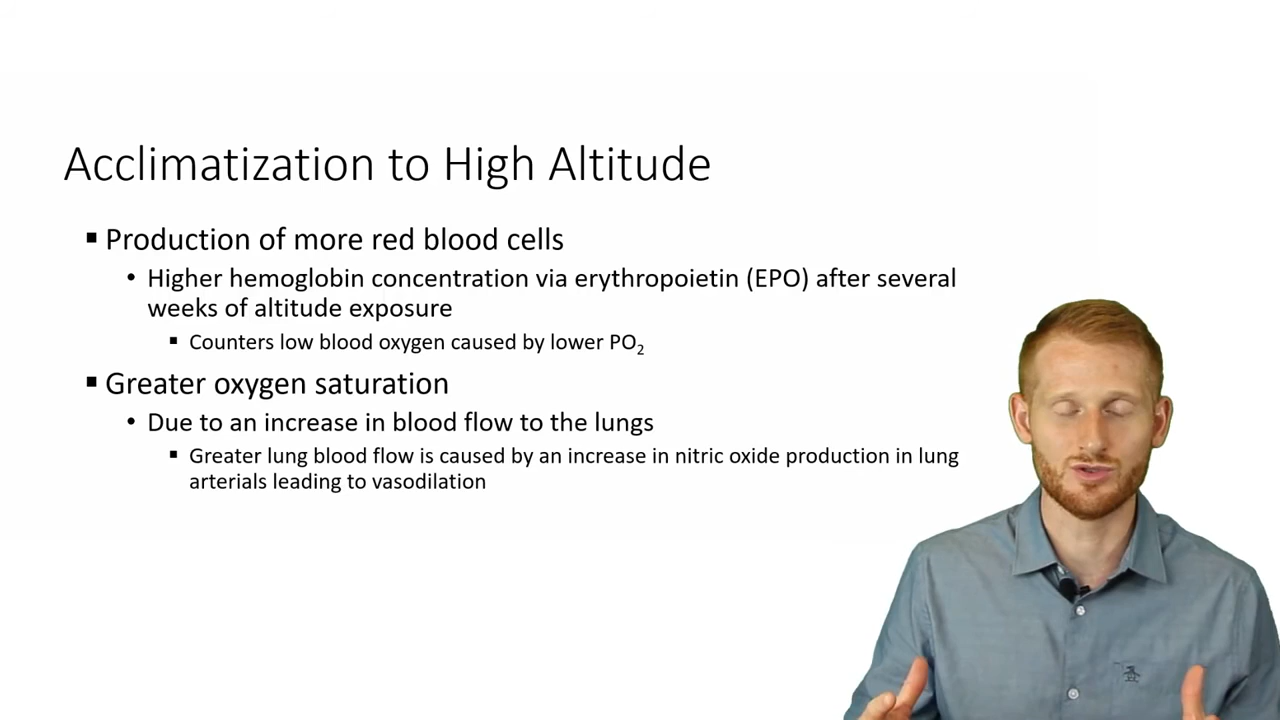 Acclimatization to High Altitude
▪ Production of more red blood cells
• Higher hemoglobin concentration via erythropoietin (EPO) after several
weeks of altitude exposure
▪ Counters low blood oxygen caused by lower PO₂
▪ Greater oxygen saturation
• Due to an increase in blood flow to the lungs
▪ Greater lung blood flow is caused by an increase in nitric oxide production in lung
arterials leading to vasodilation